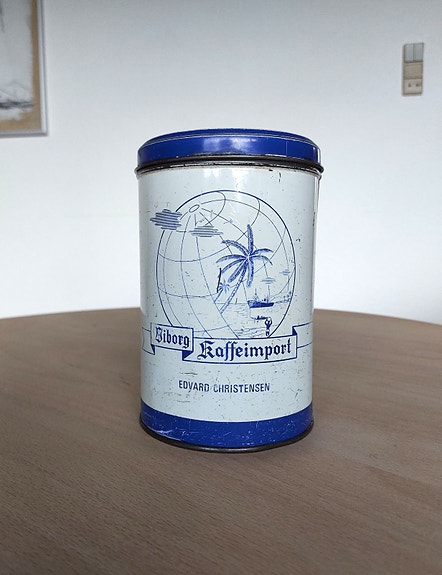 Viborg
Kaffeimport
EDVARD CHRISTENSEN